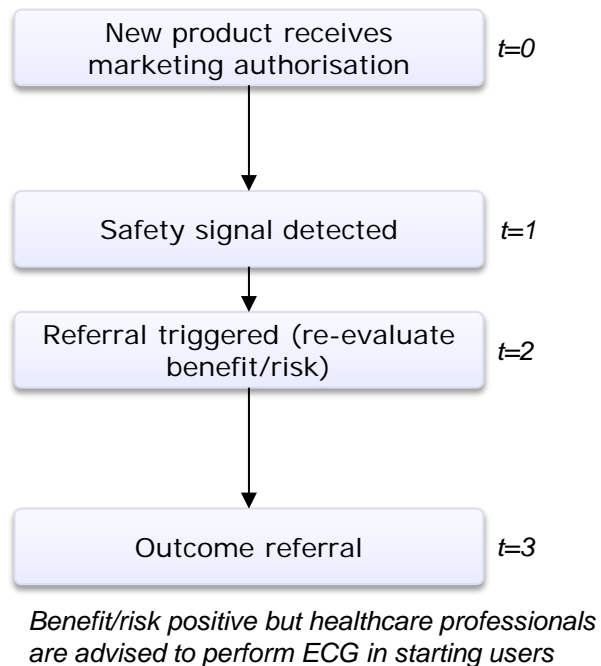 New product receives
marketing authorisation
t=0
Safety signal detected
t=1
Referral triggered (re-evaluate
benefit/risk)
t=2
Outcome referral
t=3
Benefit/risk positive but healthcare professionals
are advised to perform ECG in starting users